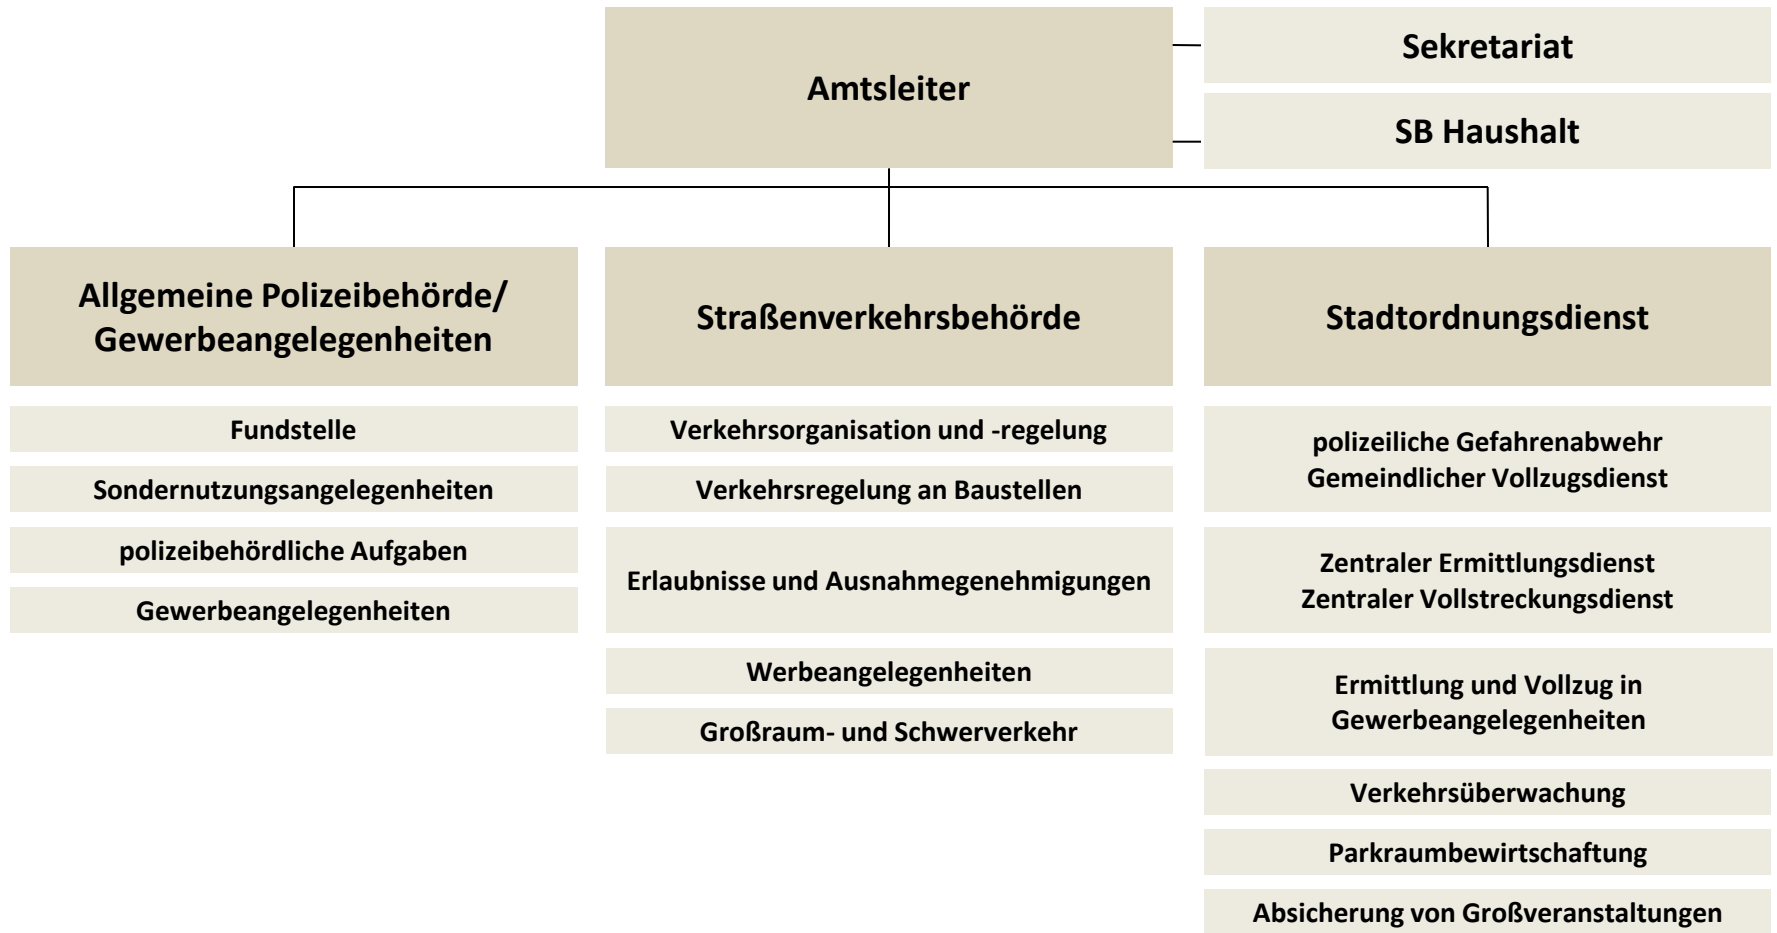 Amtsleiter
Sekretariat
SB Haushalt
Allgemeine Polizeibehörde/
Gewerbeangelegenheiten
Fundstelle
Sondernutzungsangelegenheiten
polizeibehördliche Aufgaben
Gewerbeangelegenheiten
Straßenverkehrsbehörde
Verkehrsorganisation und -regelung
Verkehrsregelung an Baustellen
Erlaubnisse und Ausnahmegenehmigungen
Werbeangelegenheiten
Großraum- und Schwerverkehr
Stadtordnungsdienst
polizeiliche Gefahrenabwehr
Gemeindlicher Vollzugsdienst
Zentraler Ermittlungsdienst
Zentraler Vollstreckungsdienst
Ermittlung und Vollzug in
Gewerbeangelegenheiten
Verkehrsüberwachung
Parkraumbewirtschaftung
Absicherung von Großveranstaltungen